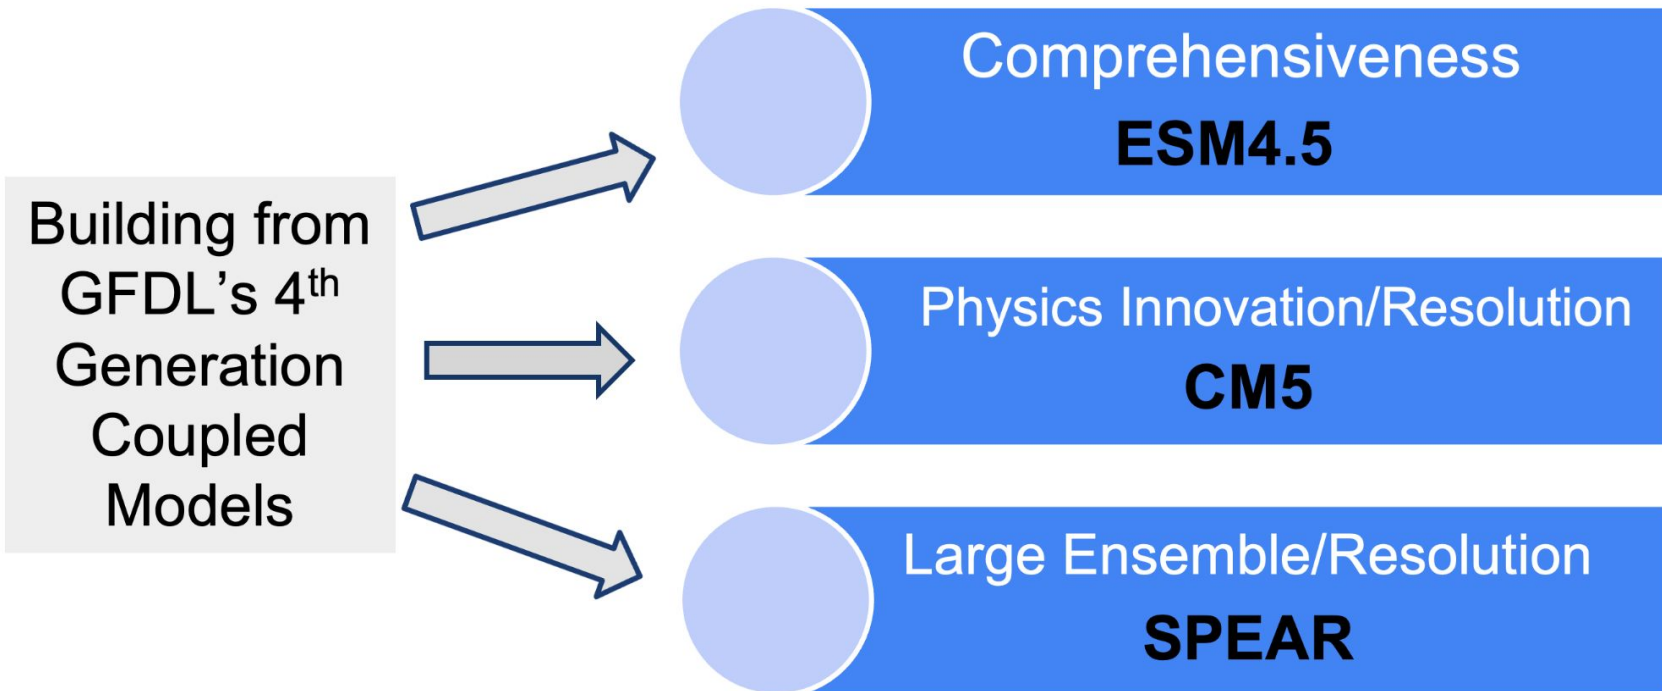 Building from
GFDL’s 4th
Generation
Coupled
Models
Comprehensiveness
ESM4.5
Physics Innovation/Resolution
CM5
Large Ensemble/Resolution
SPEAR